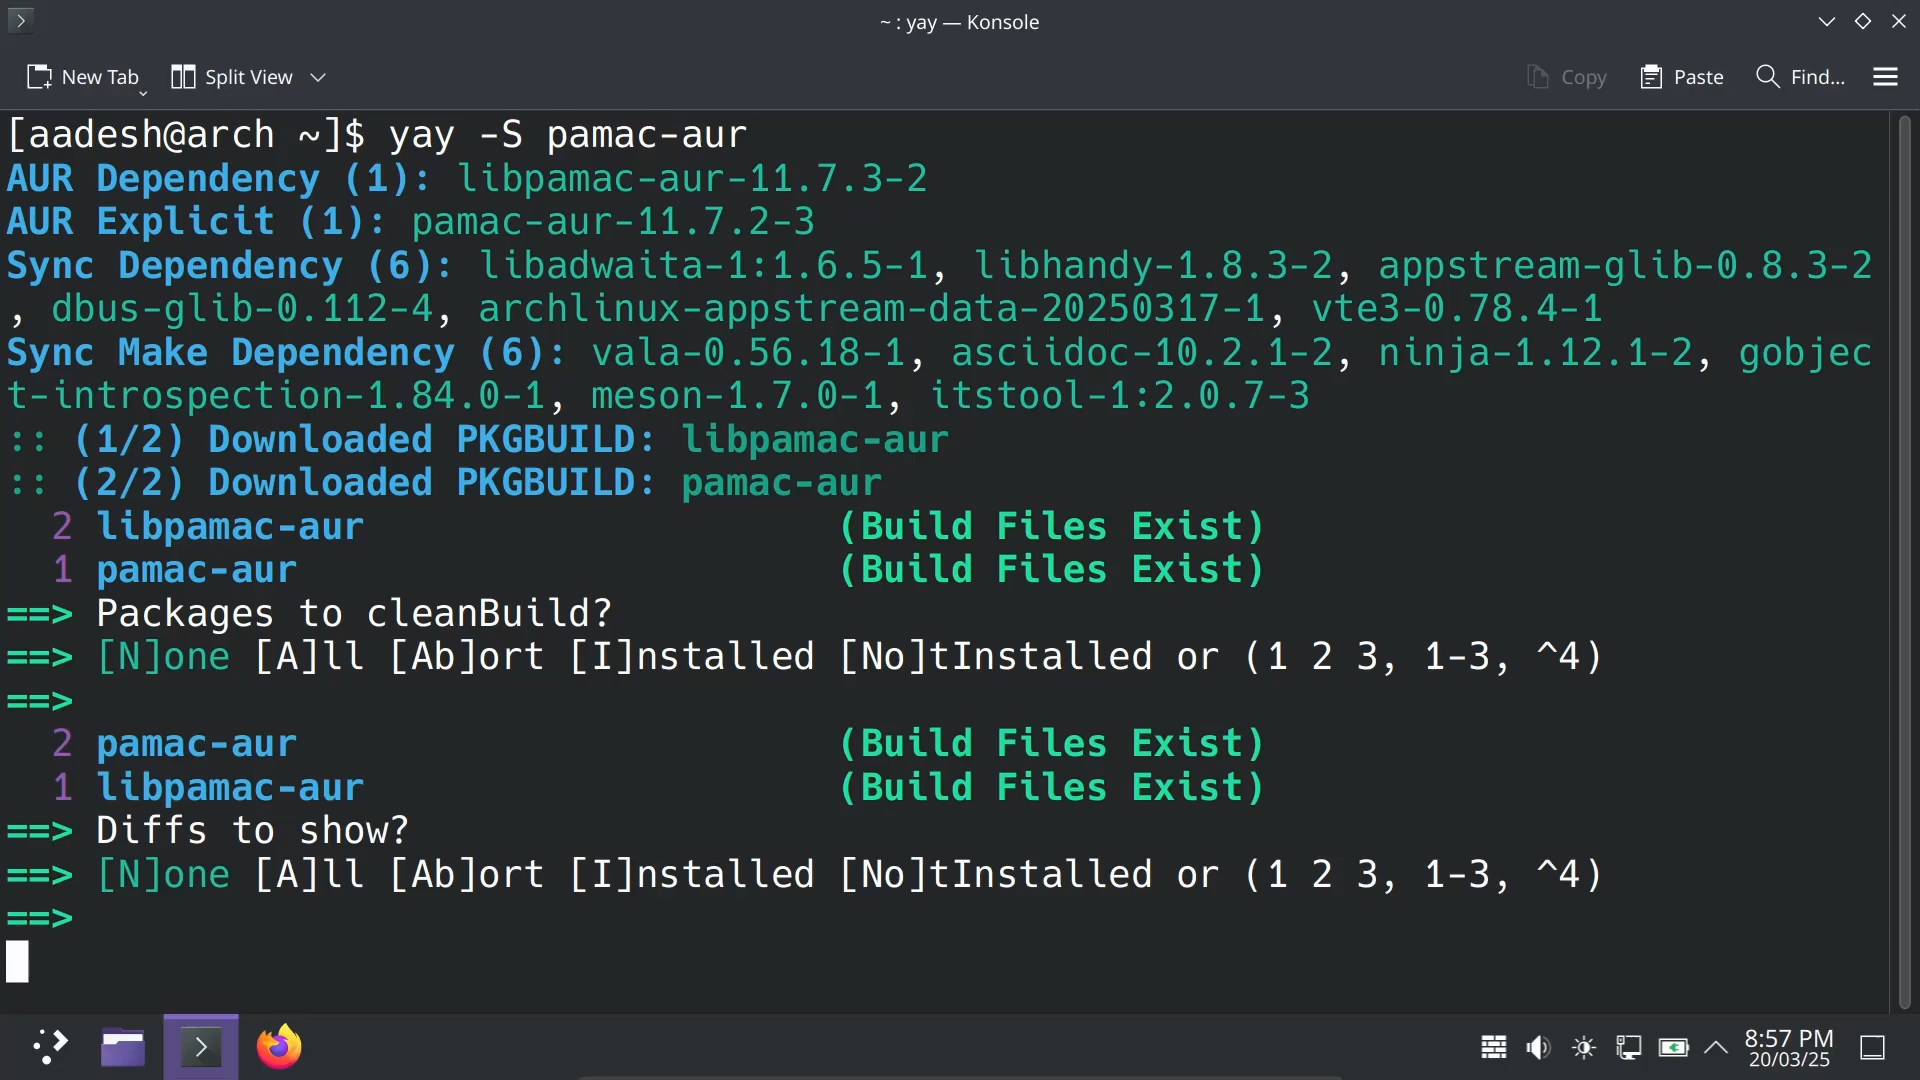 ~ : yay — Konsole
New Tab
Split View
Copy
Paste
Find...
[aadesh@arch ~]$ yay -S pamac-aur
AUR Dependency (1): libpamac-aur-11.7.3-2
AUR Explicit (1): pamac-aur-11.7.2-3
Sync Dependency (6): libadwaita-1:1.6.5-1, libhandy-1.8.3-2, appstream-glib-0.8.3-2
, dbus-glib-0.112-4, archlinux-appstream-data-20250317-1, vte3-0.78.4-1
Sync Make Dependency (6): vala-0.56.18-1, asciidoc-10.2.1-2, ninja-1.12.1-2, gobjec
t-introspection-1.84.0-1, meson-1.7.0-1, itstool-1:2.0.7-3
:: (1/2) Downloaded PKGBUILD: libpamac-aur
:: (2/2) Downloaded PKGBUILD: pamac-aur
2 libpamac-aur (Build Files Exist)
1 pamac-aur (Build Files Exist)
==> Packages to cleanBuild?
==> [N]one [A]ll [Ab]ort [I]nstalled [No]tInstalled or (1 2 3, 1-3, ^4)
==>
2 pamac-aur (Build Files Exist)
1 libpamac-aur (Build Files Exist)
==> Diffs to show?
==> [N]one [A]ll [Ab]ort [I]nstalled [No]tInstalled or (1 2 3, 1-3, ^4)
==>
8:57 PM
20/03/25